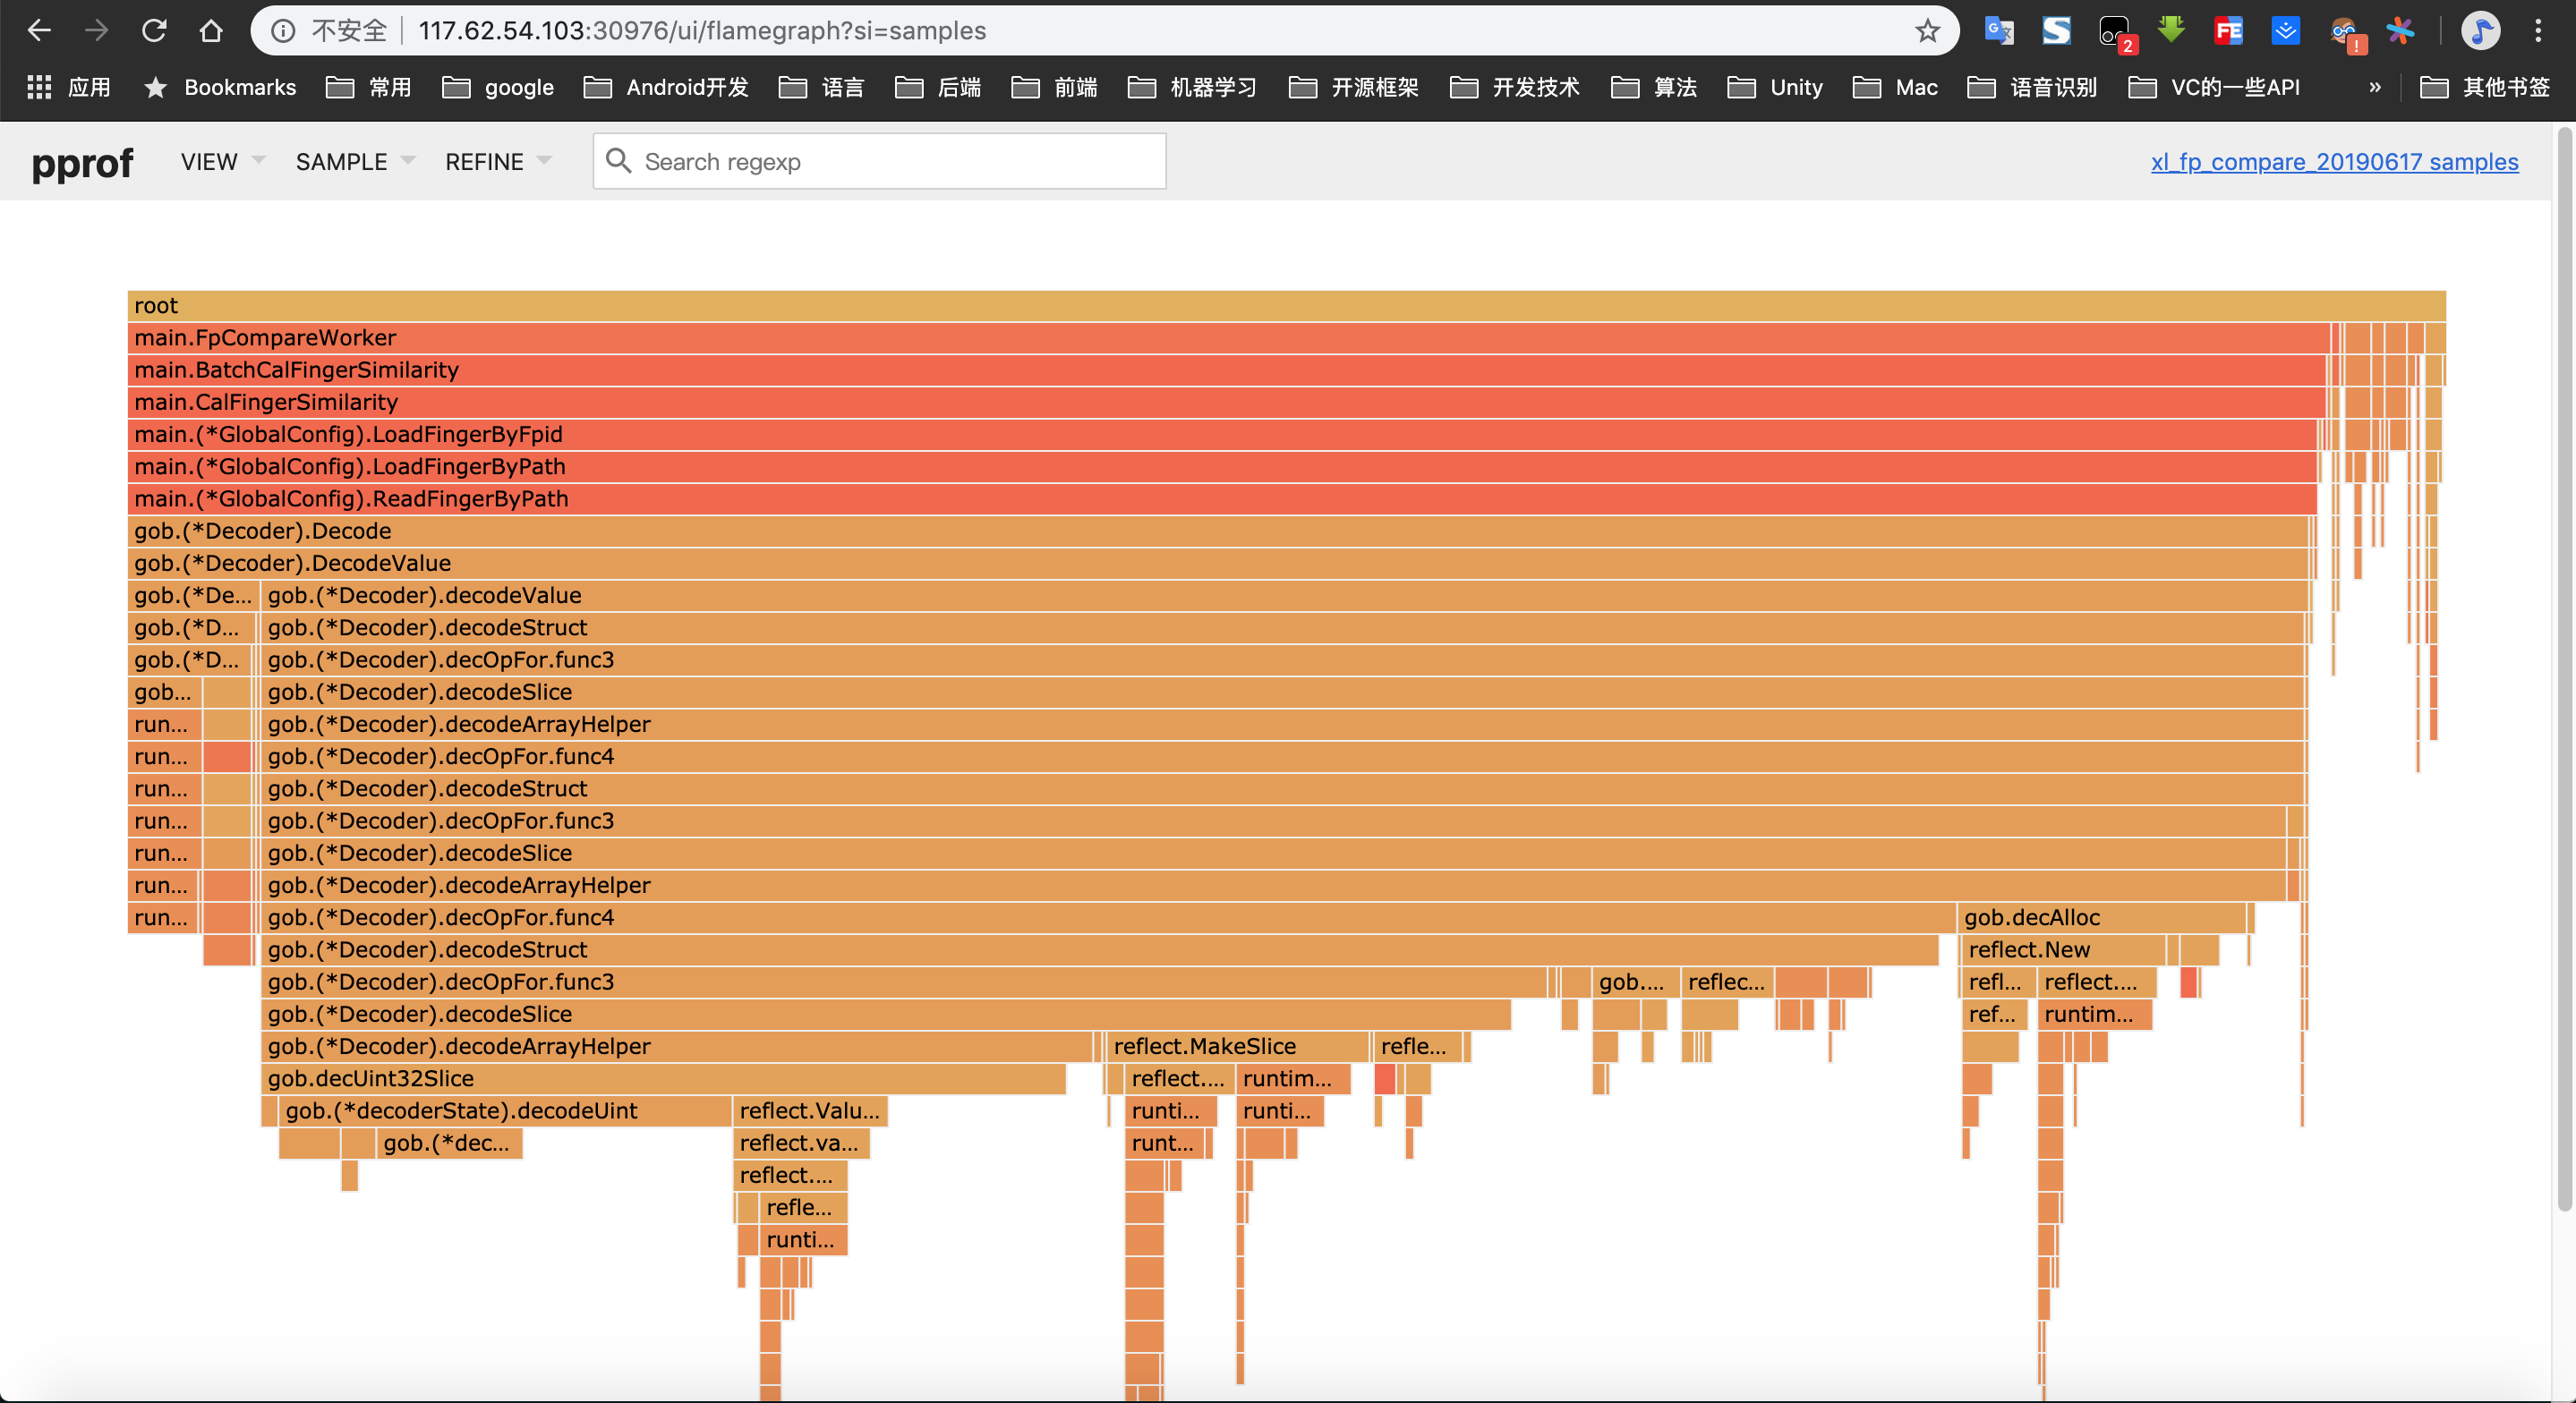 不安全 117.62.54.103:30976/ui/flamegraph?si=samples
2 FE !
应用 Bookmarks 常用 google Android开发 语言 后端 前端 机器学习 开源框架 开发技术 算法 Unity Mac 语音识别 VC的一些API » 其他书签
pprof VIEW SAMPLE REFINE Search regexp xl_fp_compare_20190617 samples
root
main.FpCompareWorker
main.BatchCalFingerSimilarity
main.CalFingerSimilarity
main.(*GlobalConfig).LoadFingerByFpid
main.(*GlobalConfig).LoadFingerByPath
main.(*GlobalConfig).ReadFingerByPath
gob.(*Decoder).Decode
gob.(*Decoder).DecodeValue
gob.(*De... gob.(*Decoder).decodeValue
gob.(*D... gob.(*Decoder).decodeStruct
gob.(*D... gob.(*Decoder).decOpFor.func3
gob... gob.(*Decoder).decodeSlice
run... gob.(*Decoder).decodeArrayHelper
run... gob.(*Decoder).decOpFor.func4
run... gob.(*Decoder).decodeStruct
run... gob.(*Decoder).decOpFor.func3
run... gob.(*Decoder).decodeSlice
run... gob.(*Decoder).decodeArrayHelper
run... gob.(*Decoder).decOpFor.func4 gob.decAlloc
gob.(*Decoder).decodeStruct reflect.New
gob.(*Decoder).decOpFor.func3 gob.... reflec... refl... reflect....
gob.(*Decoder).decodeSlice ref... runtim...
gob.(*Decoder).decodeArrayHelper reflect.MakeSlice refle...
gob.decUint32Slice reflect.... runtim...
gob.(*decoderState).decodeUint reflect.Valu... runti... runti...
gob.(*dec... reflect.va... runt...
reflect....
refle...
runti...